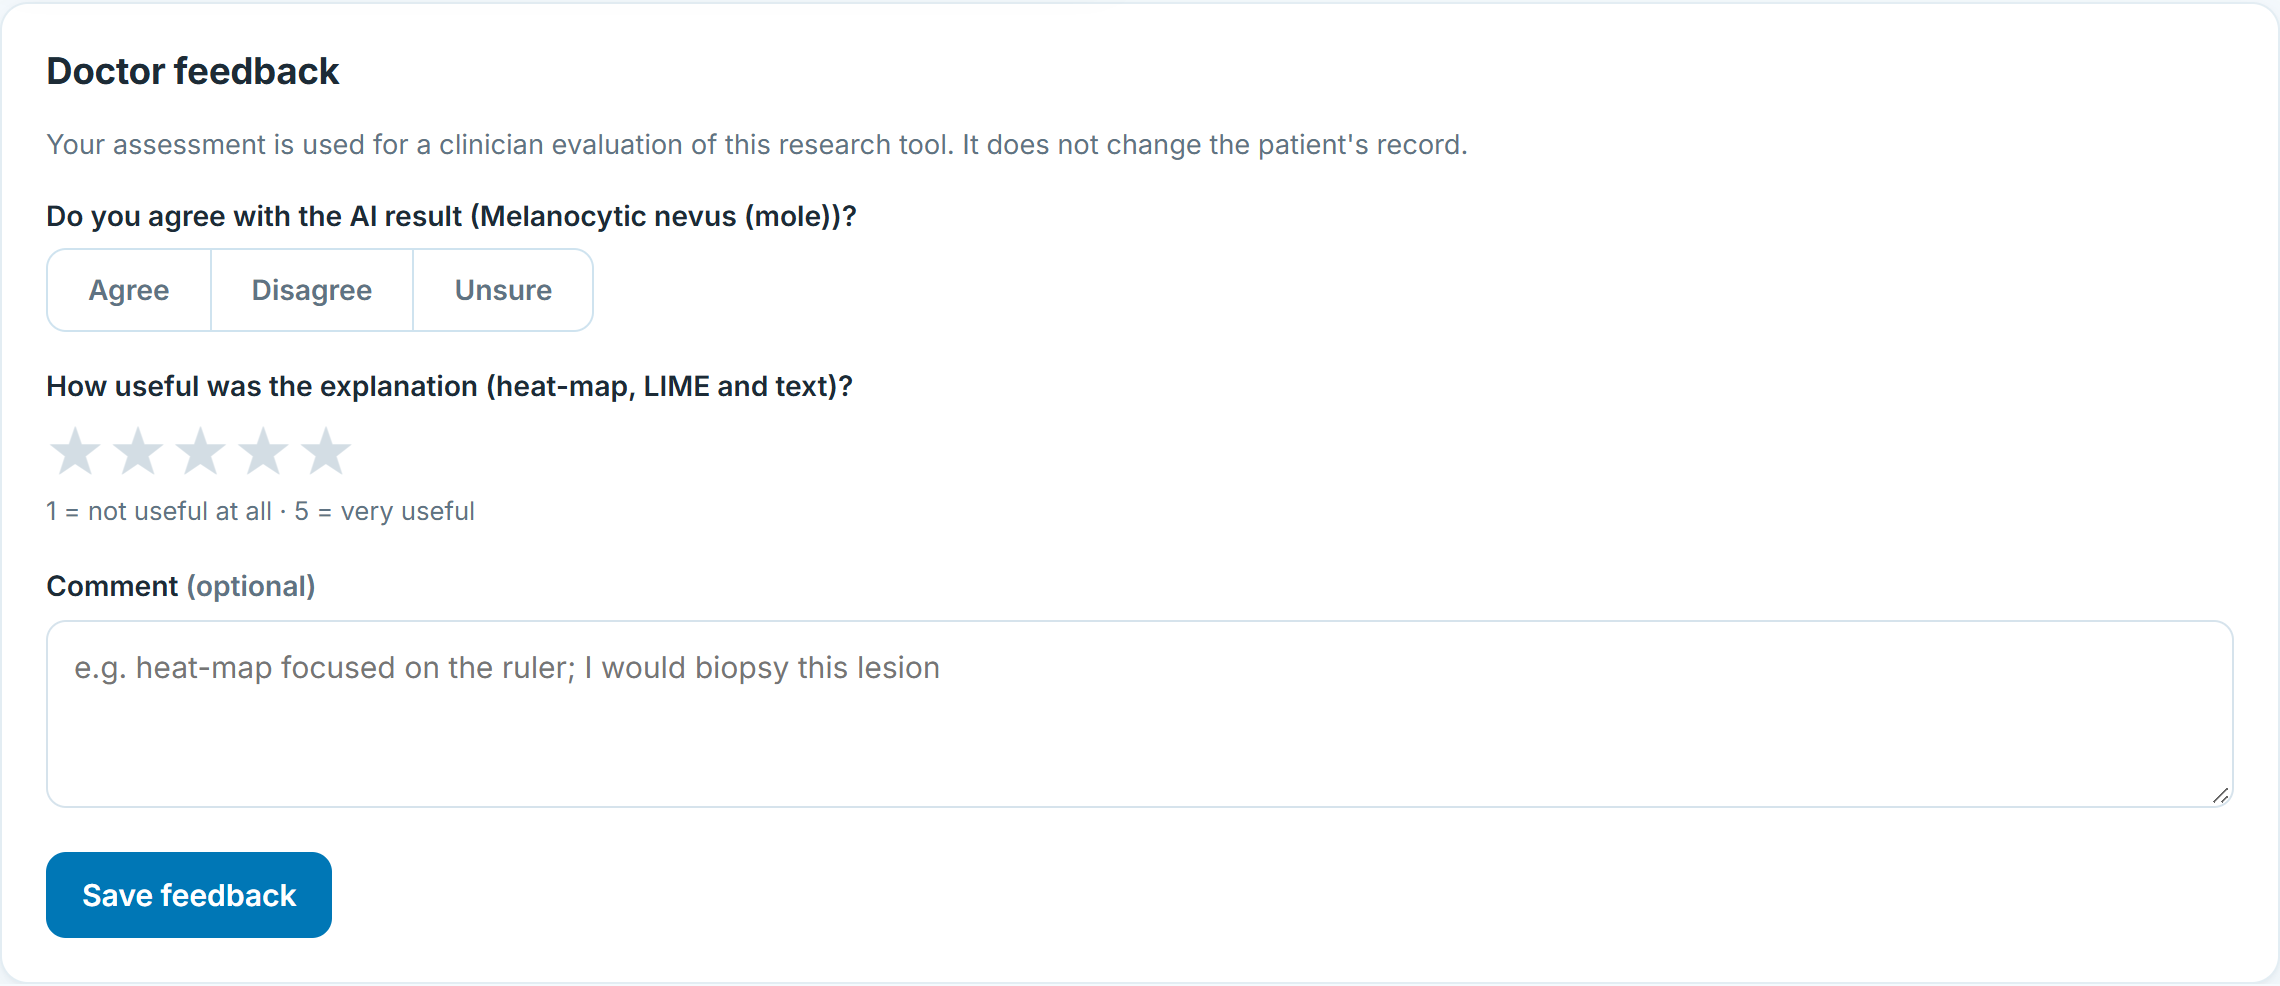 Doctor feedback
Your assessment is used for a clinician evaluation of this research tool. It does not change the patient's record.
Do you agree with the AI result (Melanocytic nevus (mole))?
Agree Disagree Unsure
How useful was the explanation (heat-map, LIME and text)?
1 = not useful at all · 5 = very useful
Comment (optional)
e.g. heat-map focused on the ruler; I would biopsy this lesion
Save feedback